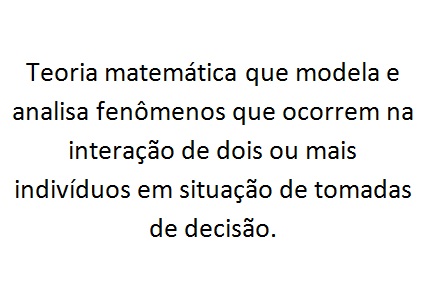 Teoria matemática que modela e
analisa fenômenos que ocorrem na
interação de dois ou mais
indivíduos em situação de tomadas
de decisão.